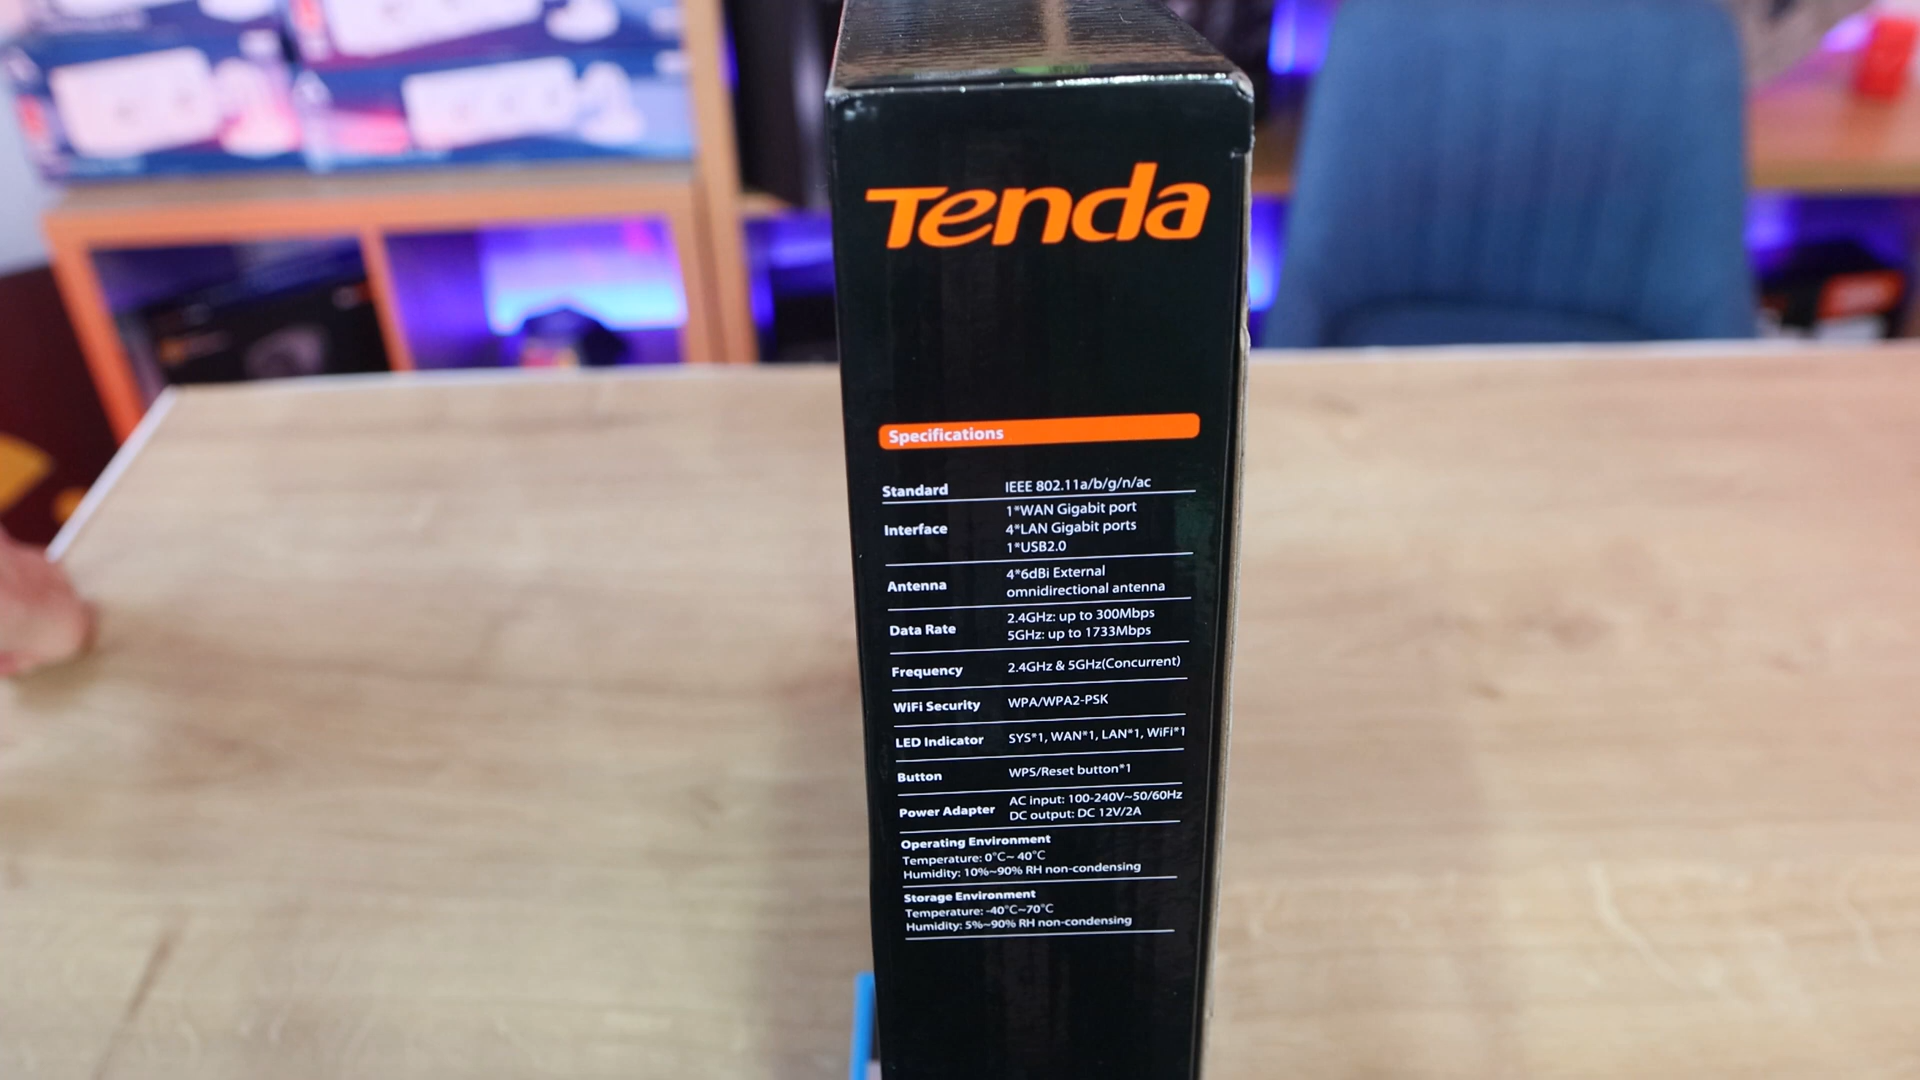 Tenda
Specifications
Standard IEEE 802.11a/b/g/n/ac
Interface 1*WAN Gigabit port
4*LAN Gigabit ports
1*USB2.0
Antenna 4*6dBi External
omnidirectional antenna
Data Rate 2.4GHz: up to 300Mbps
5GHz: up to 1733Mbps
Frequency 2.4GHz & 5GHz(Concurrent)
WiFi Security WPA/WPA2-PSK
LED Indicator SYS*1, WAN*1, LAN*1, WiFi*1
Button WPS/Reset button*1
Power Adapter AC input: 100-240V~50/60Hz
DC output: DC 12V/2A
Operating Environment
Temperature: 0°C~ 40°C
Humidity: 10%~90% RH non-condensing
Storage Environment
Temperature: -40°C~70°C
Humidity: 5%~90% RH non-condensing